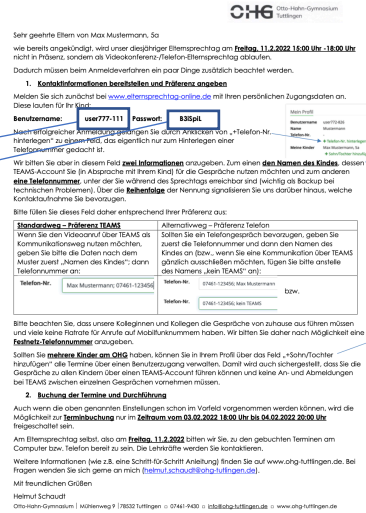 OHG Otto-Hahn-Gymnasium
Tuttlingen
Sehr geehrte Eltern von Max Mustermann, 5a
wie bereits angekündigt, wird unser diesjähriger Elternsprechtag am Freitag, 11.2.2022 15:00 Uhr -18:00 Uhr
nicht in Präsenz, sondern als Videokonferenz-/Telefon-Elternsprechtag ablaufen.
Dadurch müssen beim Anmeldeverfahren ein paar Dinge zusätzlich beachtet werden.
1. Kontaktinformationen bereitstellen und Präferenz angeben
Melden Sie sich zunächst bei www.elternsprechtag-online.de mit Ihren persönlichen Zugangsdaten an.
Diese lauten für Ihr Kind:
Benutzername: user777-111 Passwort: B3i5piL
Mein Profil
Benutzername user772-826
Name Mustermann
Telefon-Nr.
+ Telefon-Nr. hinterlegen
Meine Kinder Max Mustermann (5a)
+ Sohn/Tochter hinzufüg
Nach erfolgreicher Anmeldung gelangen Sie durch Anklicken von „+Telefon-Nr.
hinterlegen" zu einem Feld, das eigentlich nur zum Hinterlegen einer
Telefonnummer gedacht ist.
Wir bitten Sie aber in diesem Feld zwei Informationen anzugeben. Zum einen den Namen des Kindes, dessen
TEAMS-Account Sie (in Absprache mit Ihrem Kind) für die Gespräche nutzen möchten und zum anderen
eine Telefonnummer, unter der Sie während des Sprechtags erreichbar sind (wichtig als Backup bei
technischen Problemen). Über die Reihenfolge der Nennung signalisieren Sie uns darüber hinaus, welche
Kontaktaufnahme Sie bevorzugen.
Bitte füllen Sie dieses Feld daher entsprechend Ihrer Präferenz aus:
Standardweg – Präferenz TEAMS
Wenn Sie den Videoanruf über TEAMS als
Kommunikationsweg nutzen möchten,
geben Sie bitte die Daten nach dem
Muster zuerst „Namen des Kindes"; dann
Telefonnummer an:
Telefon-Nr. Max Mustermann; 07461-123456
Alternativweg – Präferenz Telefon
Sollten Sie ein Telefongespräch bevorzugen, geben Sie
zuerst die Telefonnummer und dann den Namen des
Kindes an (bzw., wenn Sie eine Kommunikation über TEAMS
gänzlich ausschließen möchten, fügen Sie bitte anstelle
des Namens „kein TEAMS" an):
Telefon-Nr. 07461-123456; Max Mustermann
bzw.
Telefon-Nr. 07461-123456; kein TEAMS
Bitte beachten Sie, dass unsere Kolleginnen und Kollegen die Gespräche von zuhause aus führen müssen
und viele keine Flatrate für Anrufe auf Mobilfunknummern haben. Wir bitten Sie daher nach Möglichkeit eine
Festnetz-Telefonnummer anzugeben.
Sollten Sie mehrere Kinder am OHG haben, können Sie in Ihrem Profil über das Feld „+Sohn/Tochter
hinzufügen" alle Termine über einen Benutzerzugang verwalten. Damit wird auch sichergestellt, dass Sie die
Gespräche zu allen Kindern über einen TEAMS-Account führen können und keine An- und Abmeldungen
bei TEAMS zwischen einzelnen Gesprächen vornehmen müssen.
2. Buchung der Termine und Durchführung
Auch wenn die oben genannten Einstellungen schon im Vorfeld vorgenommen werden können, wird die
Möglichkeit zur Terminbuchung nur im Zeitraum vom 03.02.2022 18:00 Uhr bis 04.02.2022 20:00 Uhr
freigeschaltet sein.
Am Elternsprechtag selbst, also am Freitag, 11.2.2022 bitten wir Sie, zu den gebuchten Terminen am
Computer bzw. Telefon bereit zu sein. Die Lehrkräfte werden Sie kontaktieren.
Weitere Informationen (wie z.B. eine Schritt-für-Schritt Anleitung) finden Sie auf www.ohg-tuttlingen.de. Bei
Fragen wenden Sie sich gerne an mich (helmut.schaudt@ohg-tuttlingen.de).
Mit freundlichen Grüßen
Helmut Schaudt
Otto-Hahn-Gymnasium | Mühlenweg 9 |78532 Tuttlingen □ 07461-9430 □ info@ohg-tuttlingen.de □ www.ohg-tuttlingen.de